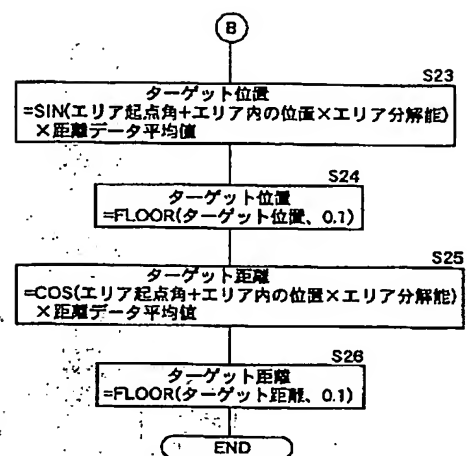 B
S23
ターゲット位置
=SIN(エリア起点角+エリア内の位置×エリア分解能)
×距離データ平均値
S24
ターゲット位置
=FLOOR(ターゲット位置、0.1)
S25
ターゲット距離
=COS(エリア起点角+エリア内の位置×エリア分解能)
×距離データ平均値
S26
ターゲット距離
=FLOOR(ターゲット距離、0.1)
END